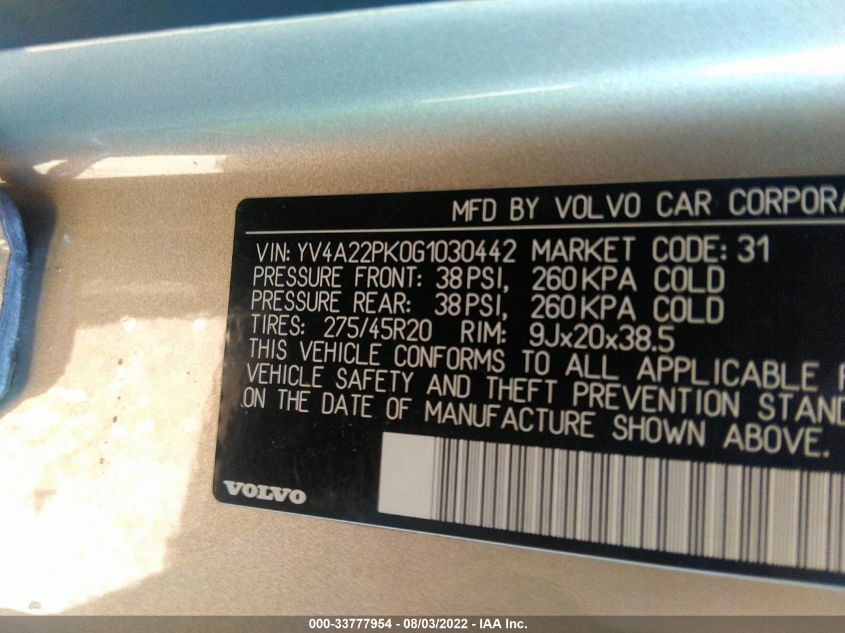 MFD BY VOLVO CAR CORPORA
VIN: YV4A22PK0G1030442 MARKET CODE: 31
PRESSURE FRONT: 38 PSI, 260 KPA COLD
PRESSURE REAR: 38 PSI, 260 KPA COLD
TIRES: 275/45R20 RIM: 9Jx20x38.5
THIS VEHICLE CONFORMS TO ALL APPLICABLE F
VEHICLE SAFETY AND THEFT PREVENTION STAND
ON THE DATE OF MANUFACTURE SHOWN ABOVE.
VOLVO
000-33777954 - 08/03/2022 - IAA Inc.